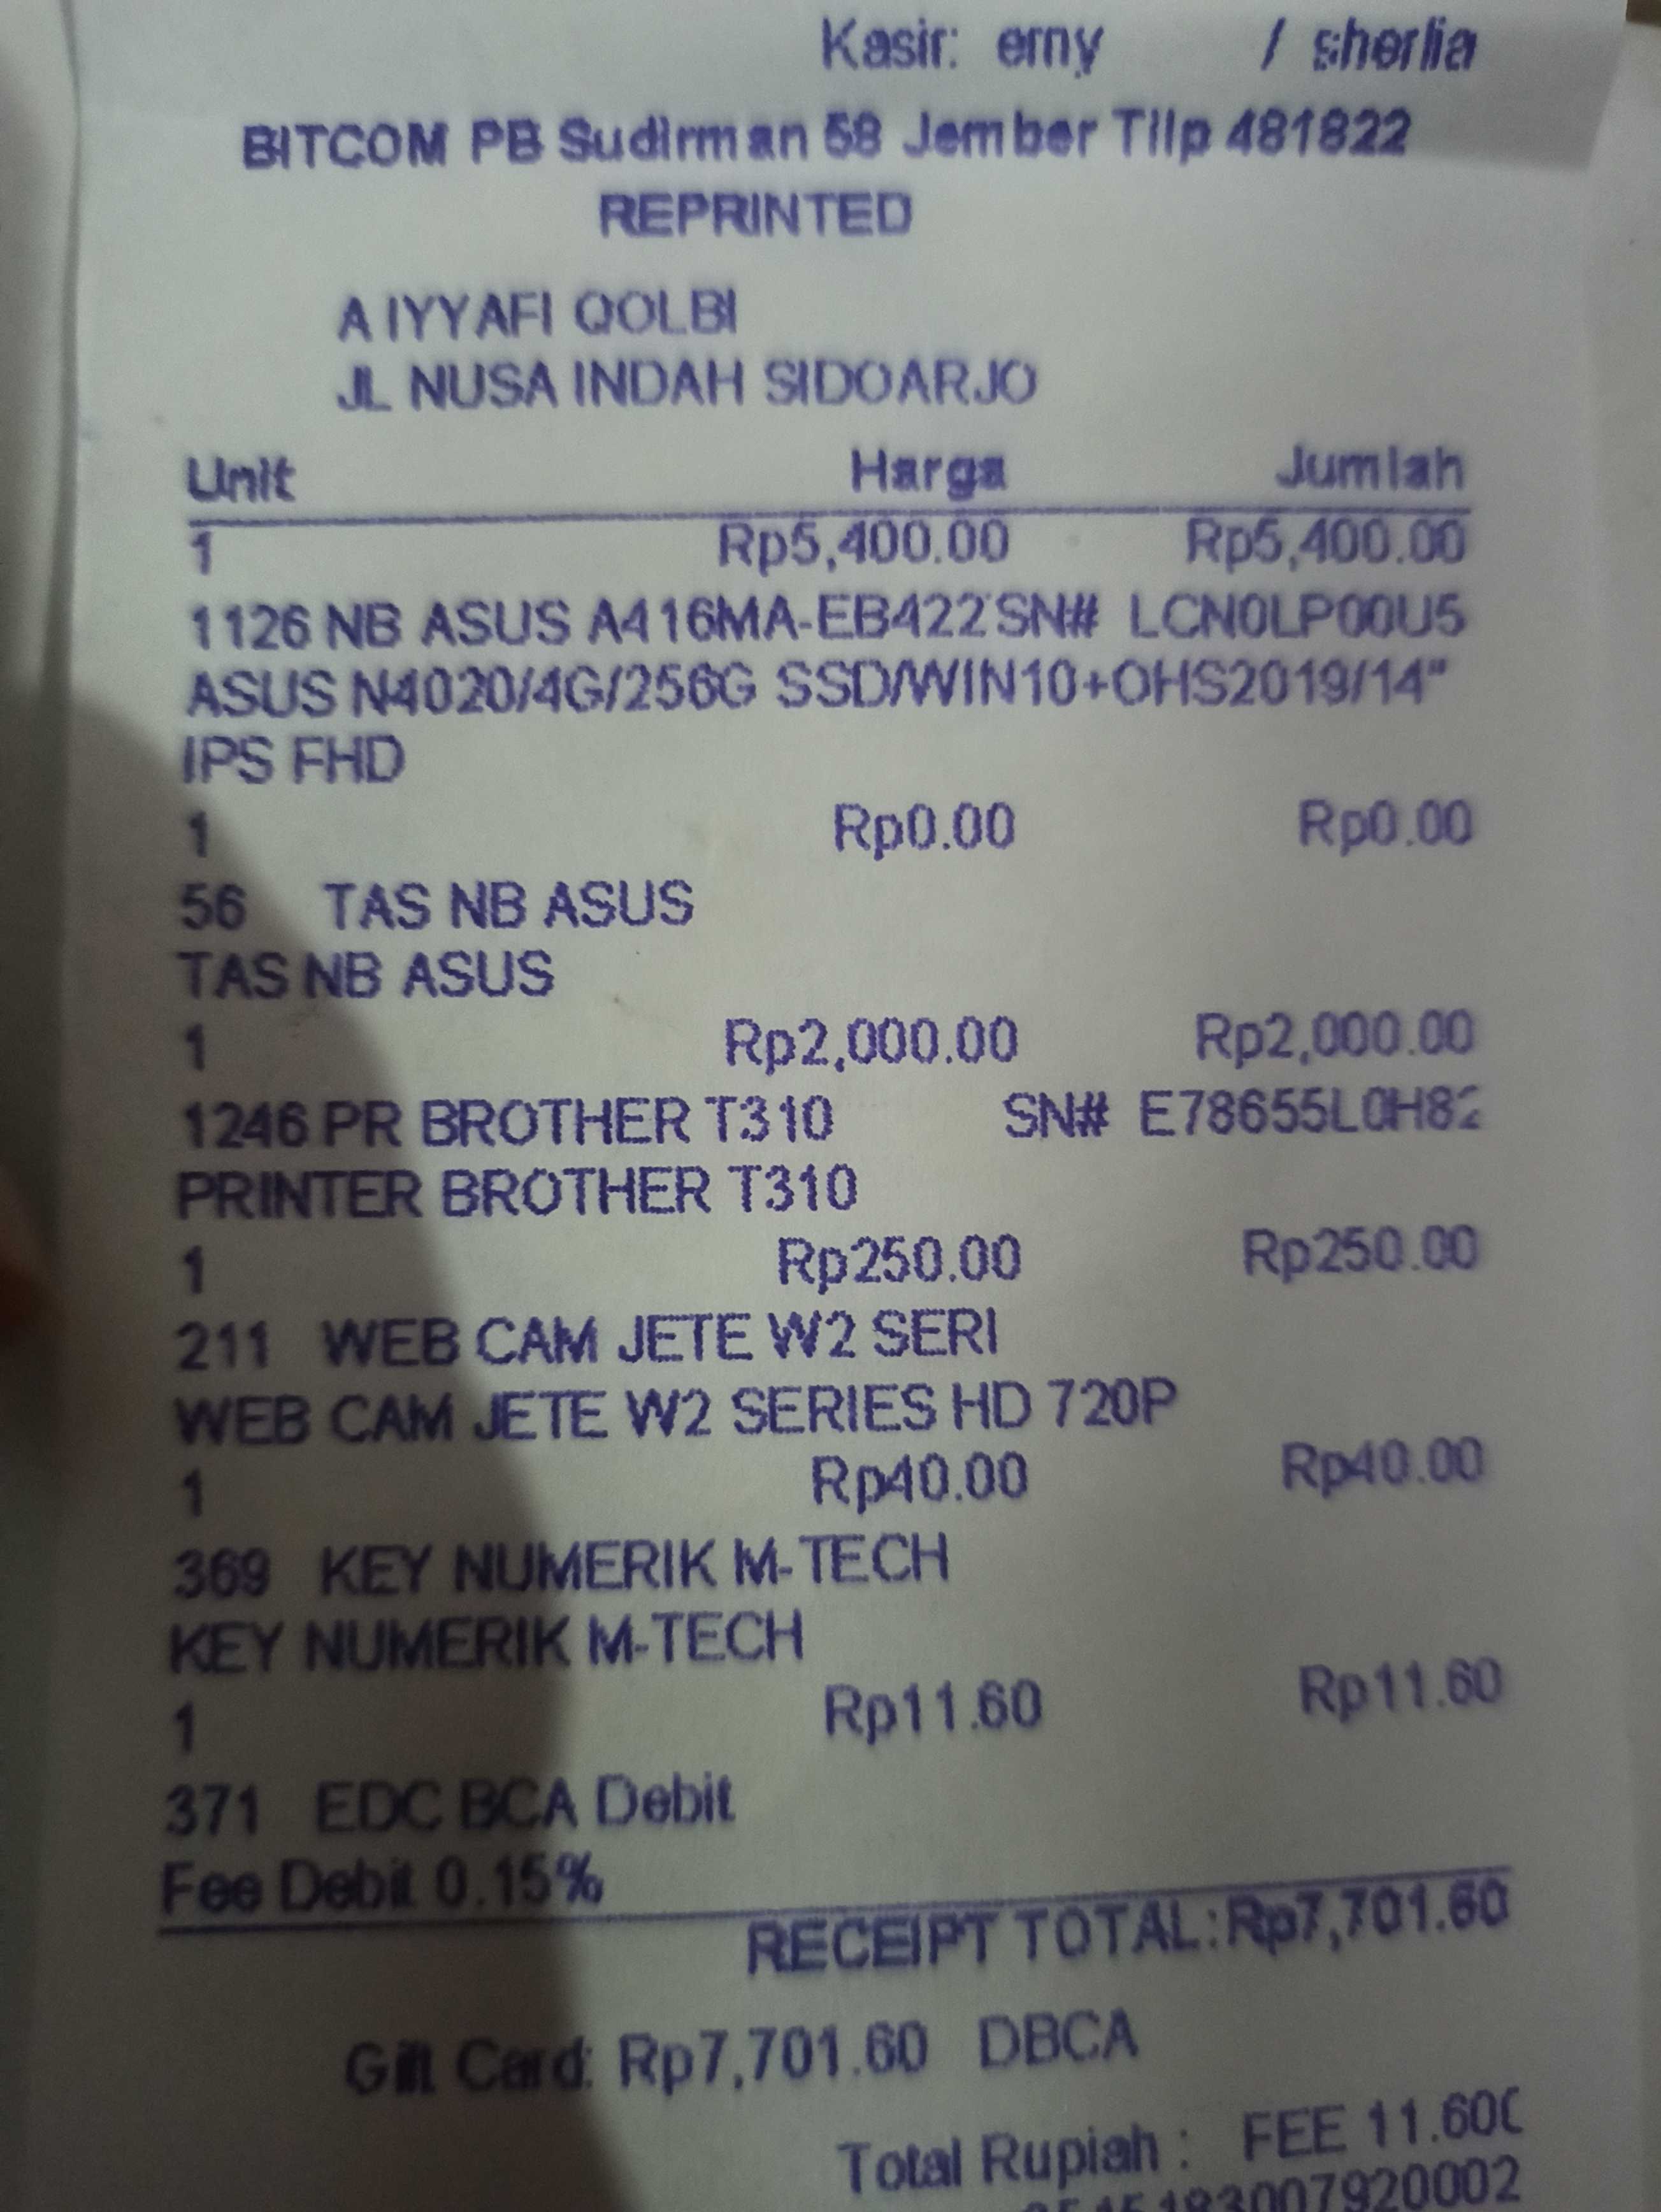 Kasir: erny / sherlia
BITCOM PB Sudirman 58 Jember Tllp 481822
REPRINTED
A IYYAFI QOLBI
JL NUSA INDAH SIDOARJO
Unit Harga Jumlah
1 Rp5,400.00 Rp5,400.00
1126 NB ASUS A416MA-EB422 SN# LCN0LP00U5
ASUS N4020/4G/256G SSD/WIN10+OHS2019/14"
IPS FHD
1 Rp0.00 Rp0.00
56 TAS NB ASUS
TAS NB ASUS
1 Rp2,000.00 Rp2,000.00
1246 PR BROTHER T310 SN# E78655L0H82
PRINTER BROTHER T310
1 Rp250.00 Rp250.00
211 WEB CAM JETE W2 SERI
WEB CAM JETE W2 SERIES HD 720P
1 Rp40.00 Rp40.00
369 KEY NUMERIK M-TECH
KEY NUMERIK M-TECH
1 Rp11.60 Rp11.60
371 EDC BCA Debit
Fee Debit 0.15%
RECEIPT TOTAL: Rp7,701.60
Gift Card: Rp7,701.60 DBCA
Total Rupiah : FEE 11.600